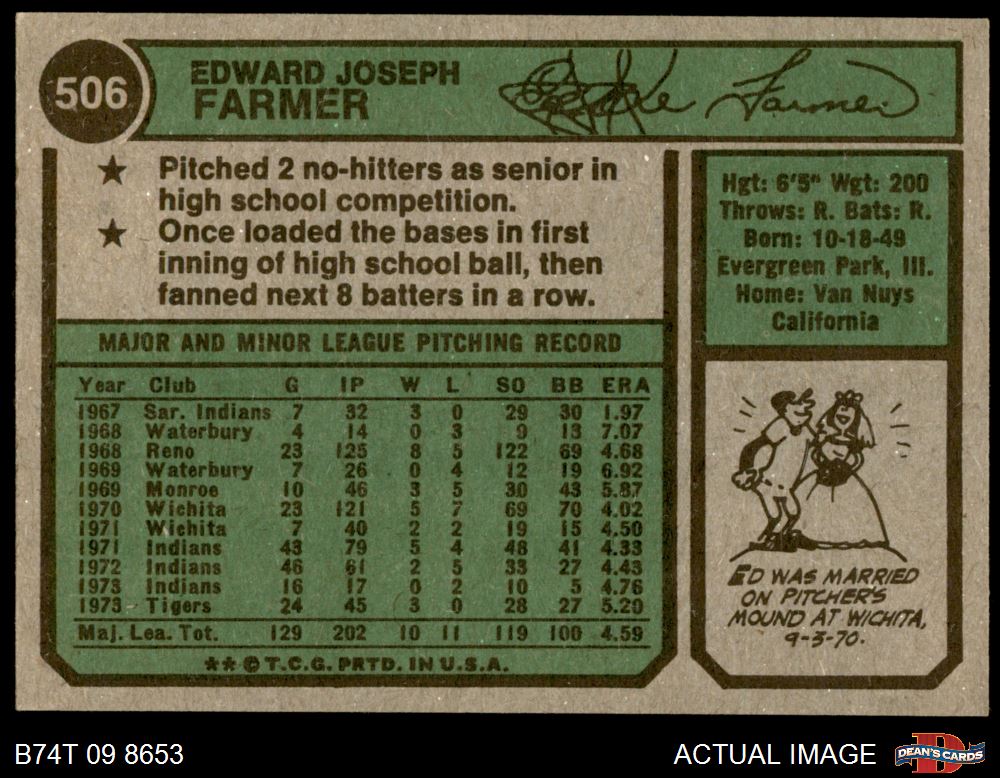 506
EDWARD JOSEPH
FARMER
Farmer
★ Pitched 2 no-hitters as senior in
high school competition.
★ Once loaded the bases in first
inning of high school ball, then
fanned next 8 batters in a row.
Hgt: 6'5" Wgt: 200
Throws: R. Bats: R.
Born: 10-18-49
Evergreen Park, Ill.
Home: Van Nuys
California
MAJOR AND MINOR LEAGUE PITCHING RECORD
Year Club G IP W L SO BB ERA
1967 Sar. Indians 7 32 3 0 29 30 1.97
1968 Waterbury 4 14 0 3 9 13 7.07
1968 Reno 23 125 8 5 122 69 4.68
1969 Waterbury 7 26 0 4 12 19 6.92
1969 Monroe 10 46 3 5 30 43 5.87
1970 Wichita 23 121 5 7 69 70 4.02
1971 Wichita 7 40 2 2 19 15 4.50
1971 Indians 43 79 5 4 48 41 4.33
1972 Indians 46 61 2 5 33 27 4.43
1973 Indians 16 17 0 2 10 5 4.76
1973 Tigers 24 45 3 0 28 27 5.20
Maj. Lea. Tot. 129 202 10 11 119 100 4.59
** © T.C.G. PRTD. IN U.S.A.
ED WAS MARRIED
ON PITCHER'S
MOUND AT WICHITA,
9-3-70.
B74T 09 8653
ACTUAL IMAGE
DEAN'S CARDS